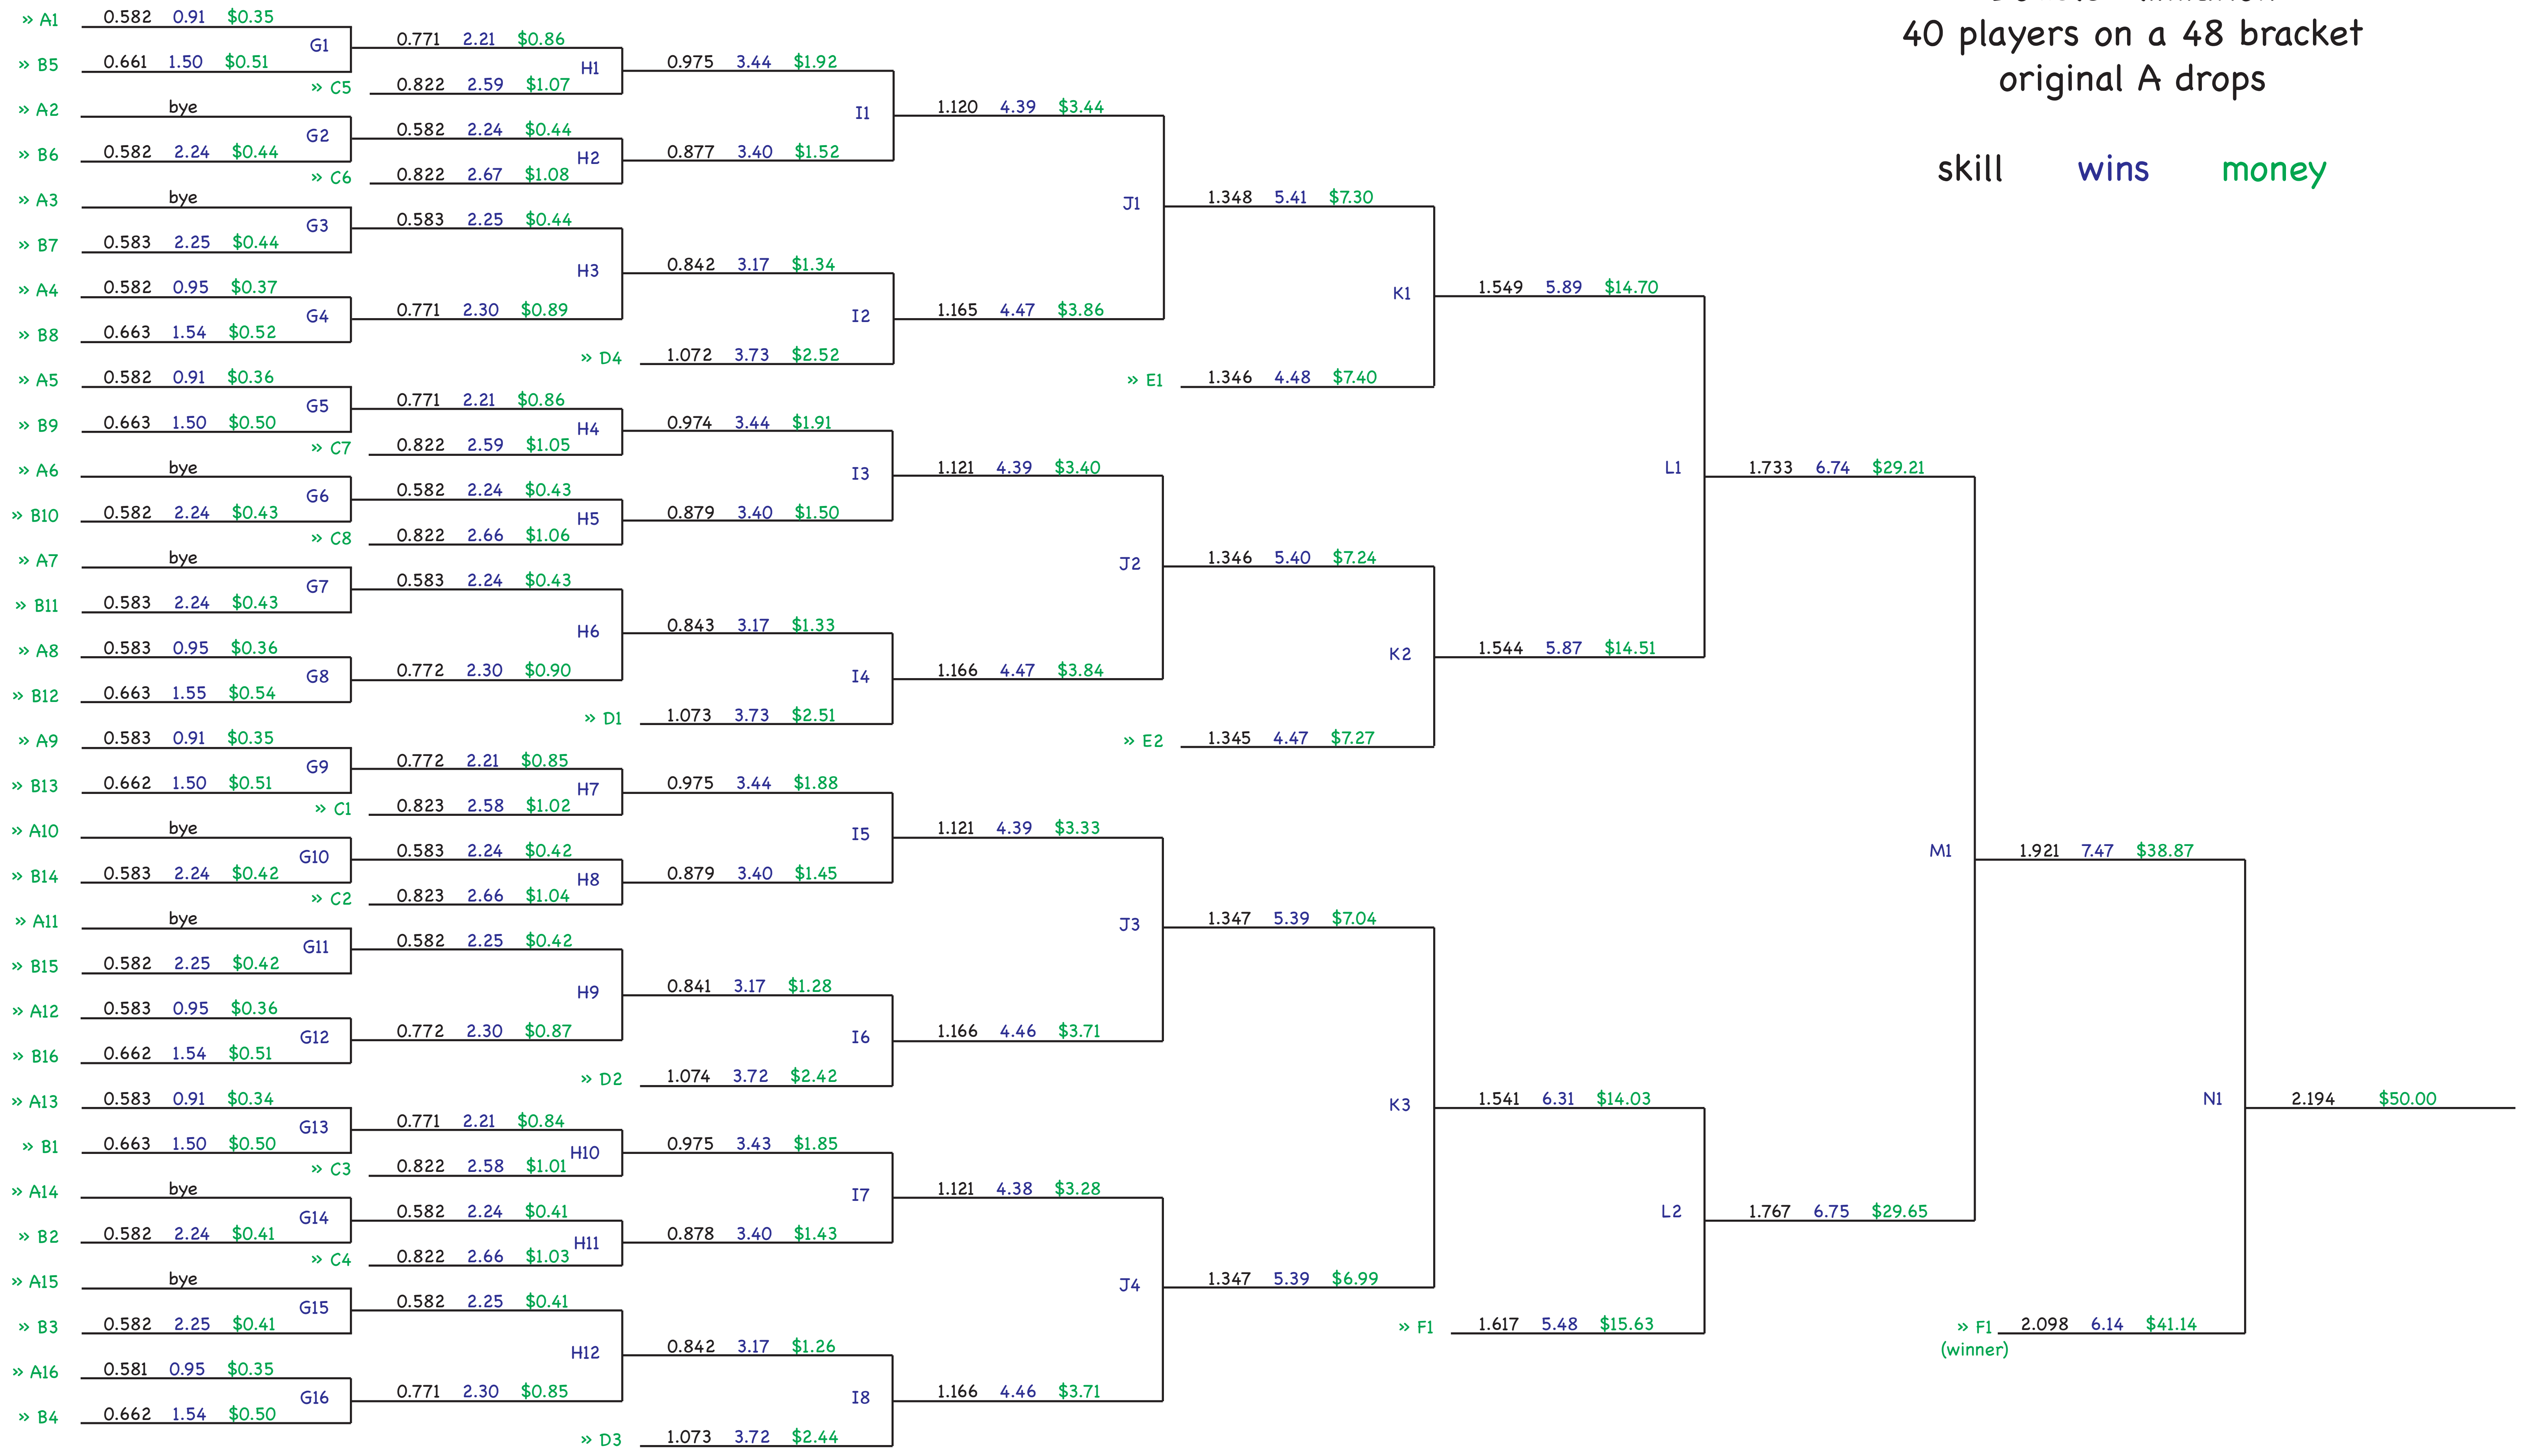 40 players on a 48 bracket
original A drops
skill wins money
» A1 0.582 0.91 $0.35
G1 0.771 2.21 $0.86
» B5 0.661 1.50 $0.51
H1 0.975 3.44 $1.92
» C5 0.822 2.59 $1.07
» A2 bye
I1 1.120 4.39 $3.44
G2 0.582 2.24 $0.44
» B6 0.582 2.24 $0.44
H2 0.877 3.40 $1.52
» C6 0.822 2.67 $1.08
» A3 bye
J1 1.348 5.41 $7.30
G3 0.583 2.25 $0.44
» B7 0.583 2.25 $0.44
H3 0.842 3.17 $1.34
» A4 0.582 0.95 $0.37
K1 1.549 5.89 $14.70
G4 0.771 2.30 $0.89
I2 1.165 4.47 $3.86
» B8 0.663 1.54 $0.52
» D4 1.072 3.73 $2.52
» A5 0.582 0.91 $0.36
» E1 1.346 4.48 $7.40
G5 0.771 2.21 $0.86
» B9 0.663 1.50 $0.50
H4 0.974 3.44 $1.91
» C7 0.822 2.59 $1.05
» A6 bye
I3 1.121 4.39 $3.40
L1 1.733 6.74 $29.21
G6 0.582 2.24 $0.43
» B10 0.582 2.24 $0.43
H5 0.879 3.40 $1.50
» C8 0.822 2.66 $1.06
» A7 bye
J2 1.346 5.40 $7.24
G7 0.583 2.24 $0.43
» B11 0.583 2.24 $0.43
H6 0.843 3.17 $1.33
» A8 0.583 0.95 $0.36
K2 1.544 5.87 $14.51
G8 0.772 2.30 $0.90
I4 1.166 4.47 $3.84
» B12 0.663 1.55 $0.54
» D1 1.073 3.73 $2.51
» A9 0.583 0.91 $0.35
» E2 1.345 4.47 $7.27
G9 0.772 2.21 $0.85
» B13 0.662 1.50 $0.51
H7 0.975 3.44 $1.88
» C1 0.823 2.58 $1.02
» A10 bye
I5 1.121 4.39 $3.33
M1 1.921 7.47 $38.87
G10 0.583 2.24 $0.42
» B14 0.583 2.24 $0.42
H8 0.879 3.40 $1.45
» C2 0.823 2.66 $1.04
» A11 bye
J3 1.347 5.39 $7.04
G11 0.582 2.25 $0.42
» B15 0.582 2.25 $0.42
H9 0.841 3.17 $1.28
» A12 0.583 0.95 $0.36
G12 0.772 2.30 $0.87
I6 1.166 4.46 $3.71
» B16 0.662 1.54 $0.51
» D2 1.074 3.72 $2.42
» A13 0.583 0.91 $0.34
K3 1.541 6.31 $14.03
N1 2.194 $50.00
G13 0.771 2.21 $0.84
» B1 0.663 1.50 $0.50
H10 0.975 3.43 $1.85
» C3 0.822 2.58 $1.01
» A14 bye
I7 1.121 4.38 $3.28
L2 1.767 6.75 $29.65
G14 0.582 2.24 $0.41
» B2 0.582 2.24 $0.41
H11 0.878 3.40 $1.43
» C4 0.822 2.66 $1.03
» A15 bye
J4 1.347 5.39 $6.99
G15 0.582 2.25 $0.41
» B3 0.582 2.25 $0.41
» F1 1.617 5.48 $15.63
» F1 2.098 6.14 $41.14
(winner)
H12 0.842 3.17 $1.26
» A16 0.581 0.95 $0.35
G16 0.771 2.30 $0.85
I8 1.166 4.46 $3.71
» B4 0.662 1.54 $0.50
» D3 1.073 3.72 $2.44